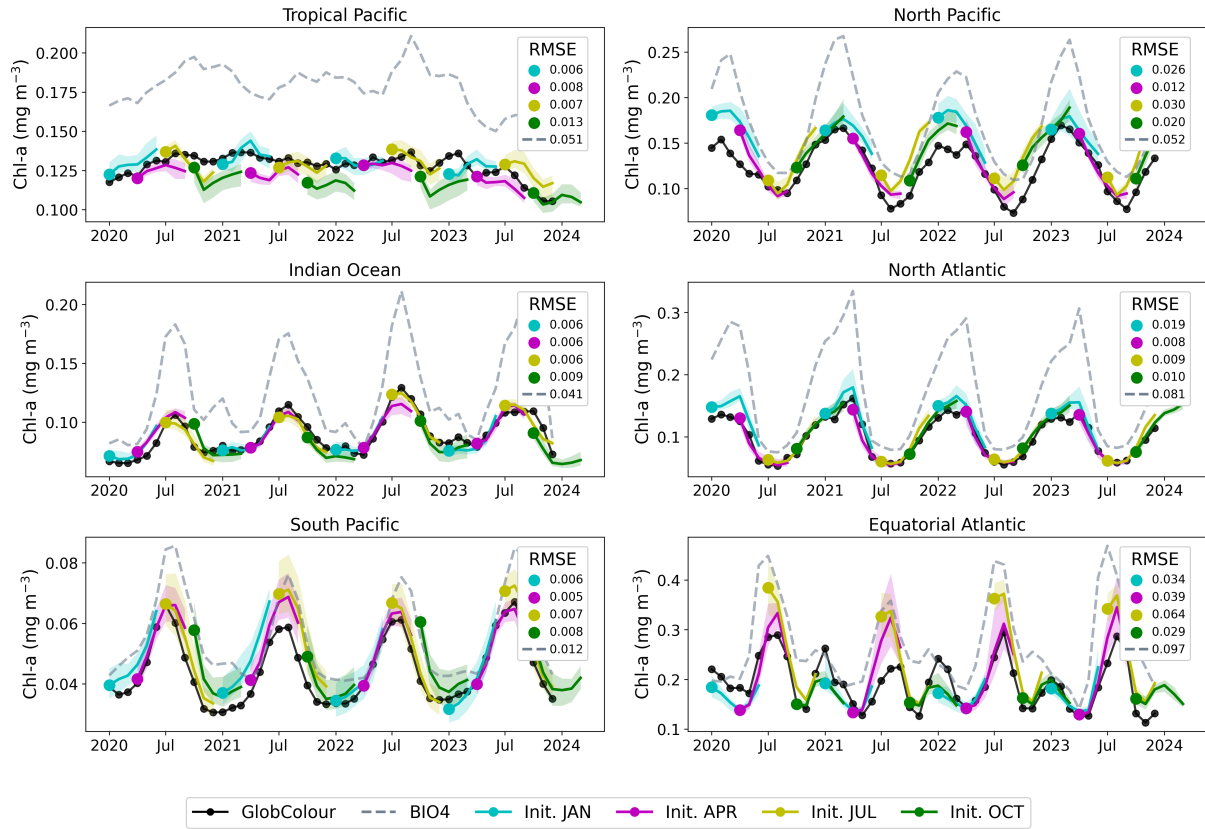 Tropical Pacific
Chl-a (mg m⁻³)
0.200
0.175
0.150
0.125
0.100
RMSE
0.006
0.008
0.007
0.013
0.051
2020 Jul 2021 Jul 2022 Jul 2023 Jul 2024
North Pacific
Chl-a (mg m⁻³)
0.25
0.20
0.15
0.10
RMSE
0.026
0.012
0.030
0.020
0.052
2020 Jul 2021 Jul 2022 Jul 2023 Jul 2024
Indian Ocean
Chl-a (mg m⁻³)
0.20
0.15
0.10
RMSE
0.006
0.006
0.006
0.009
0.041
2020 Jul 2021 Jul 2022 Jul 2023 Jul 2024
North Atlantic
Chl-a (mg m⁻³)
0.3
0.2
0.1
RMSE
0.019
0.008
0.009
0.010
0.081
2020 Jul 2021 Jul 2022 Jul 2023 Jul 2024
South Pacific
Chl-a (mg m⁻³)
0.08
0.06
0.04
RMSE
0.006
0.005
0.007
0.008
0.012
2020 Jul 2021 Jul 2022 Jul 2023 Jul 2024
Equatorial Atlantic
Chl-a (mg m⁻³)
0.4
0.3
0.2
0.1
RMSE
0.034
0.039
0.064
0.029
0.097
2020 Jul 2021 Jul 2022 Jul 2023 Jul 2024
GlobColour BIO4 Init. JAN Init. APR Init. JUL Init. OCT